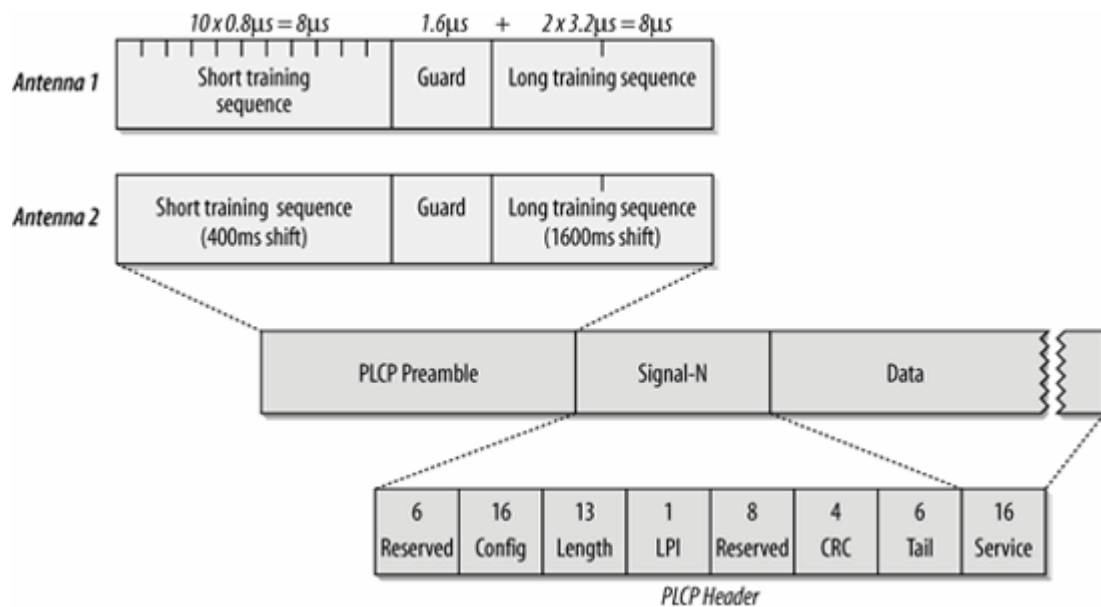 10 x 0.8µs = 8µs 1.6µs + 2 x 3.2µs = 8µs
Antenna 1
Short training sequence
Guard
Long training sequence
Antenna 2
Short training sequence
(400ms shift)
Guard
Long training sequence
(1600ms shift)
PLCP Preamble
Signal-N
Data
6
Reserved
16
Config
13
Length
1
LPI
8
Reserved
4
CRC
6
Tail
16
Service
PLCP Header